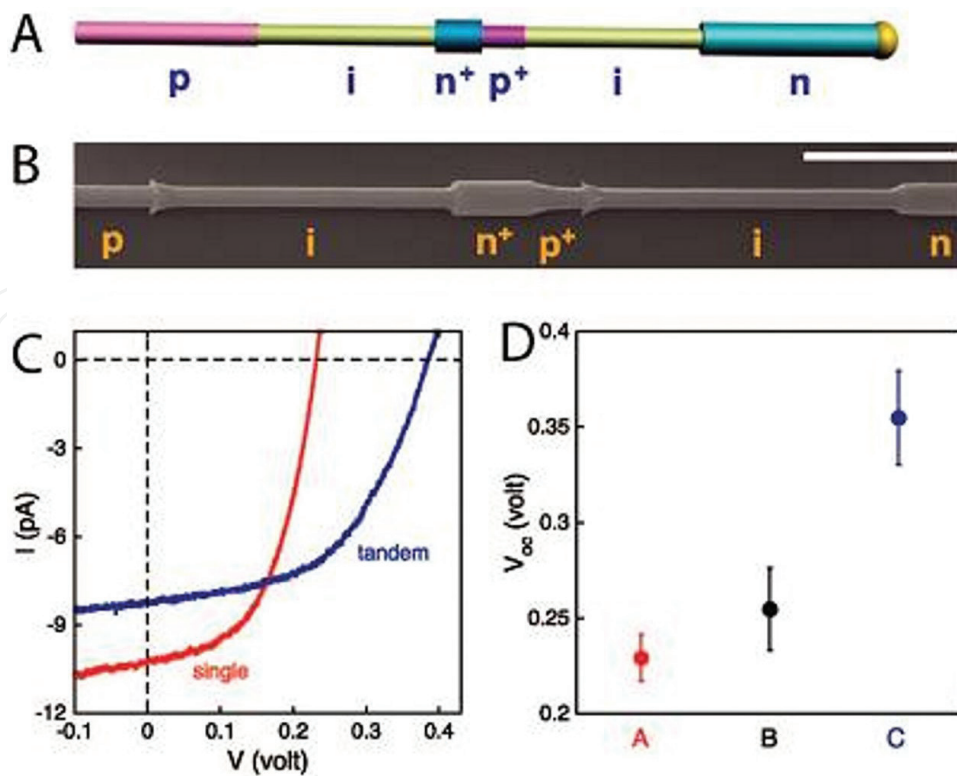 A
p i n⁺ p⁺ i n
B
p i n⁺ p⁺ i n
C
0
-3
-6
-9
-12
I (pA)
tandem
single
-0.1 0 0.1 0.2 0.3 0.4
V (volt)
D
0.4
0.35
0.3
0.25
0.2
Voc (volt)
A B C